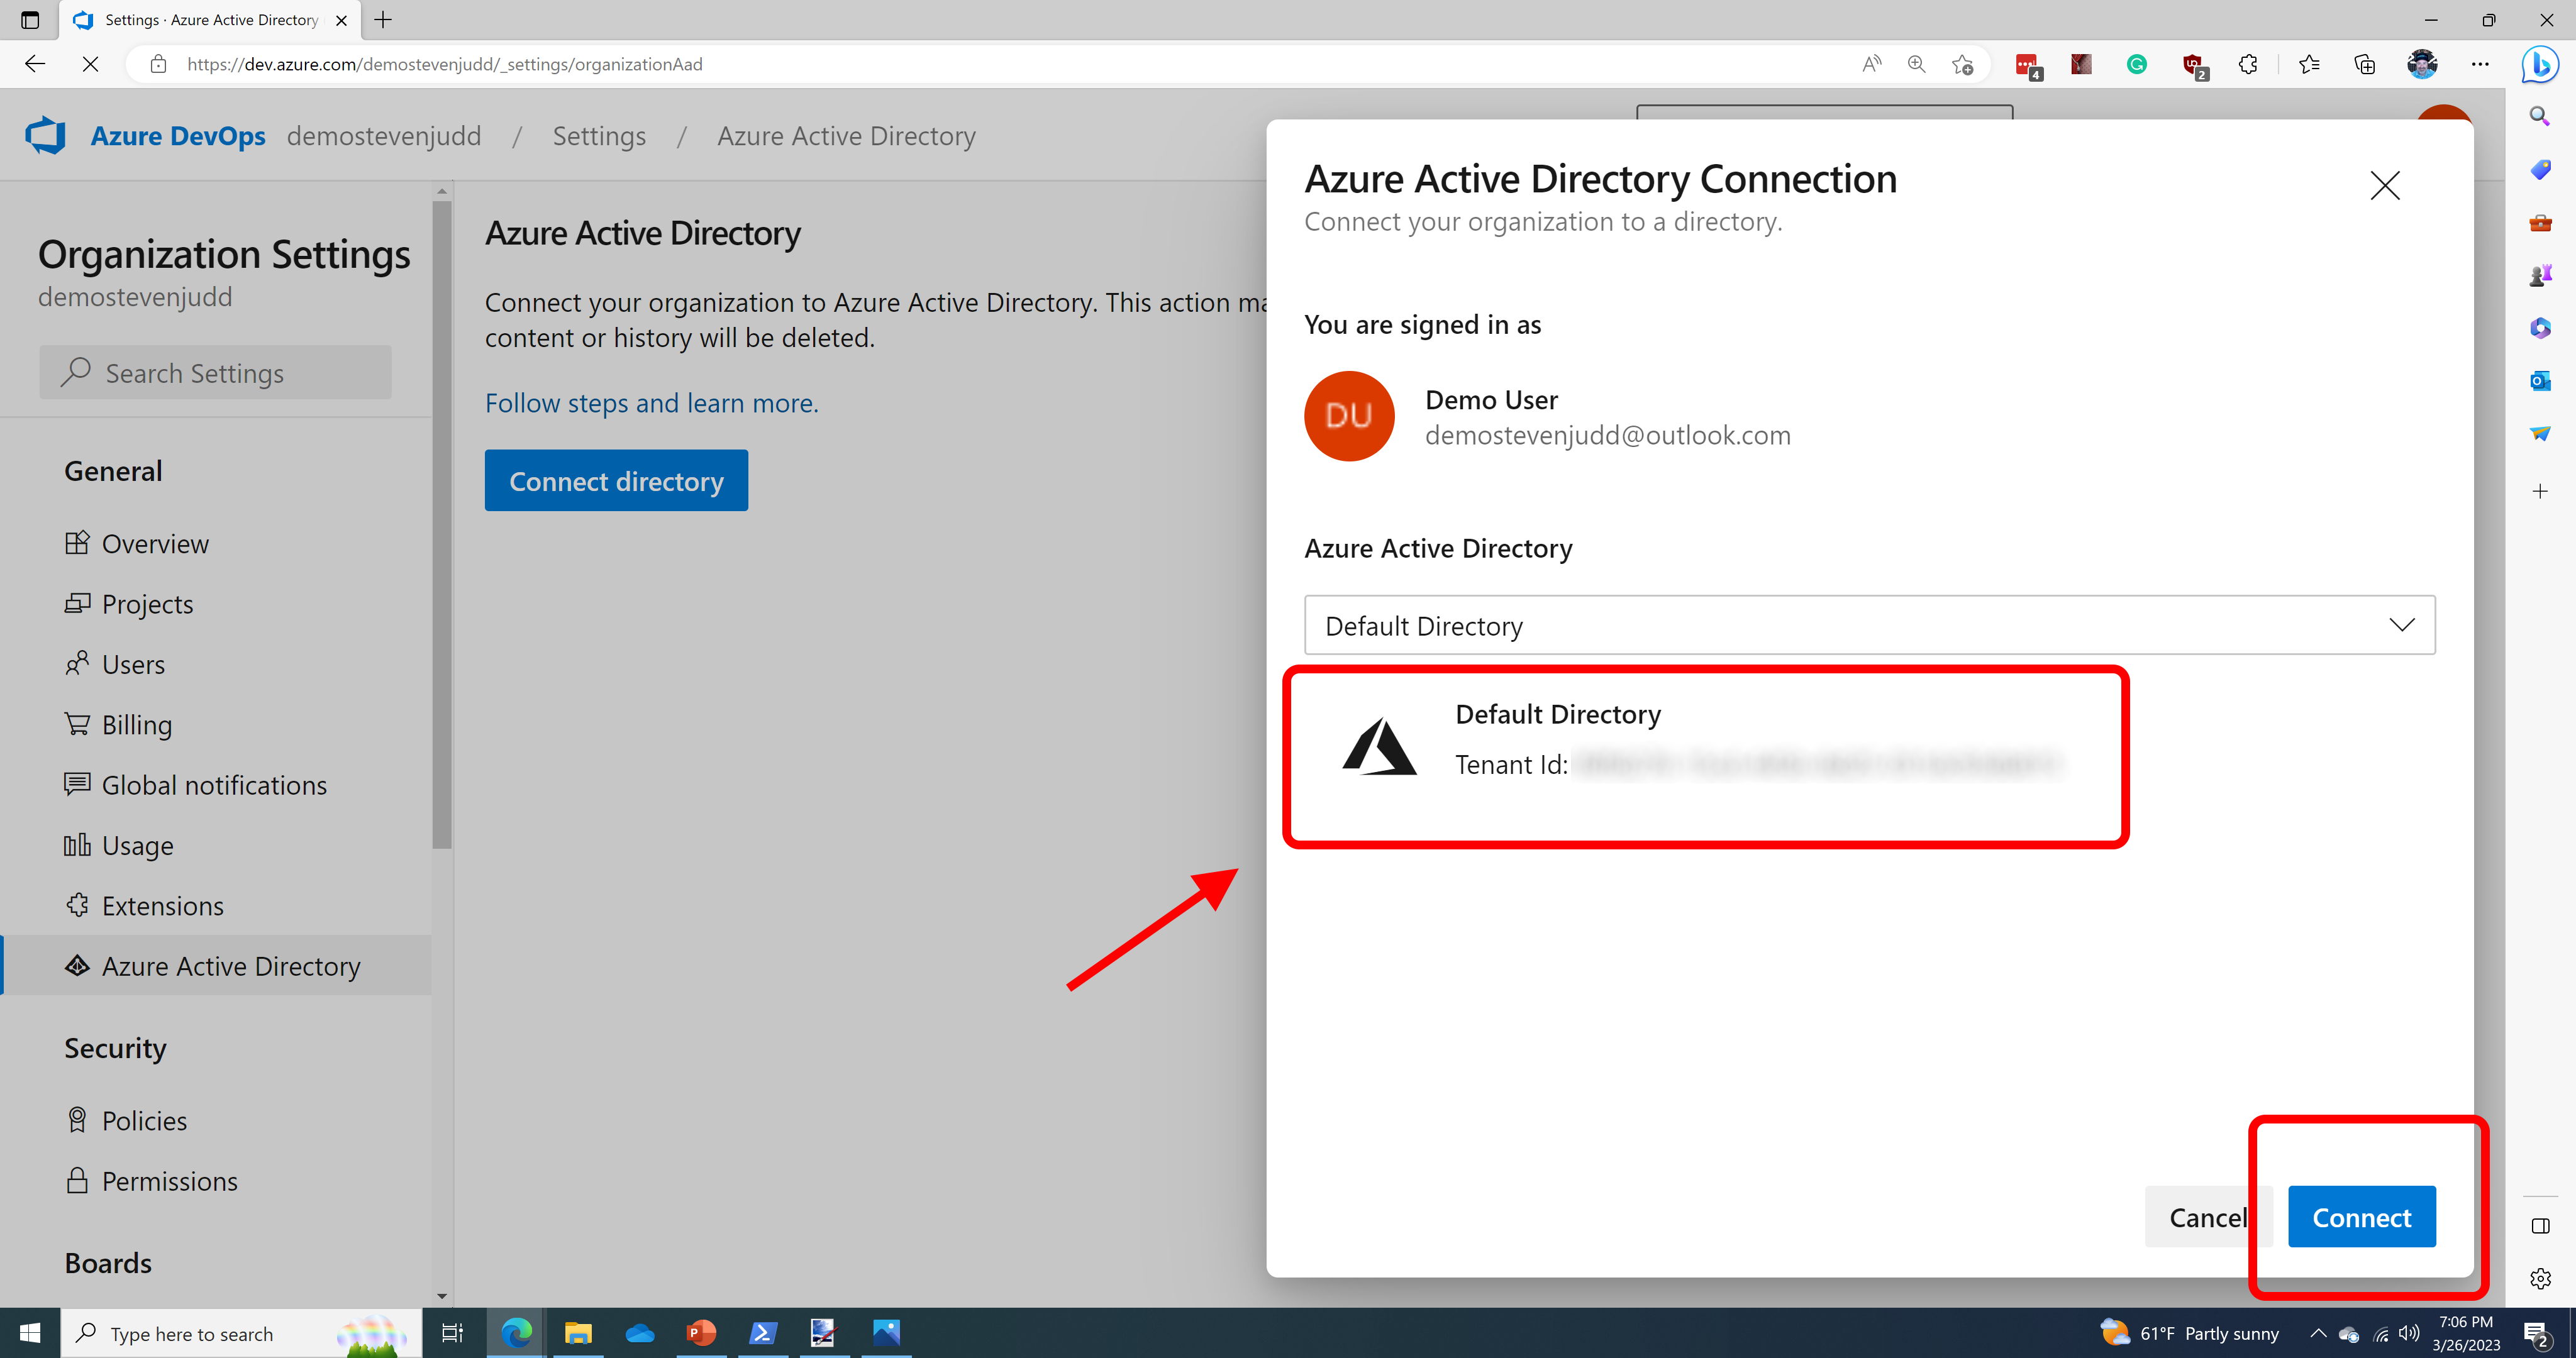 Settings · Azure Active Directory
https://dev.azure.com/demostevenjudd/_settings/organizationAad
4
2
Azure DevOps demostevenjudd / Settings / Azure Active Directory
Organization Settings
demostevenjudd
Search Settings
General
Overview
Projects
Users
Billing
Global notifications
Usage
Extensions
Azure Active Directory
Security
Policies
Permissions
Boards
Azure Active Directory
Connect your organization to Azure Active Directory. This action ma
content or history will be deleted.
Follow steps and learn more.
Connect directory
Azure Active Directory Connection
Connect your organization to a directory.
You are signed in as
DU
Demo User
demostevenjudd@outlook.com
Azure Active Directory
Default Directory
Default Directory
Tenant Id:
Cancel
Connect
Type here to search
61°F Partly sunny
7:06 PM
3/26/2023
2